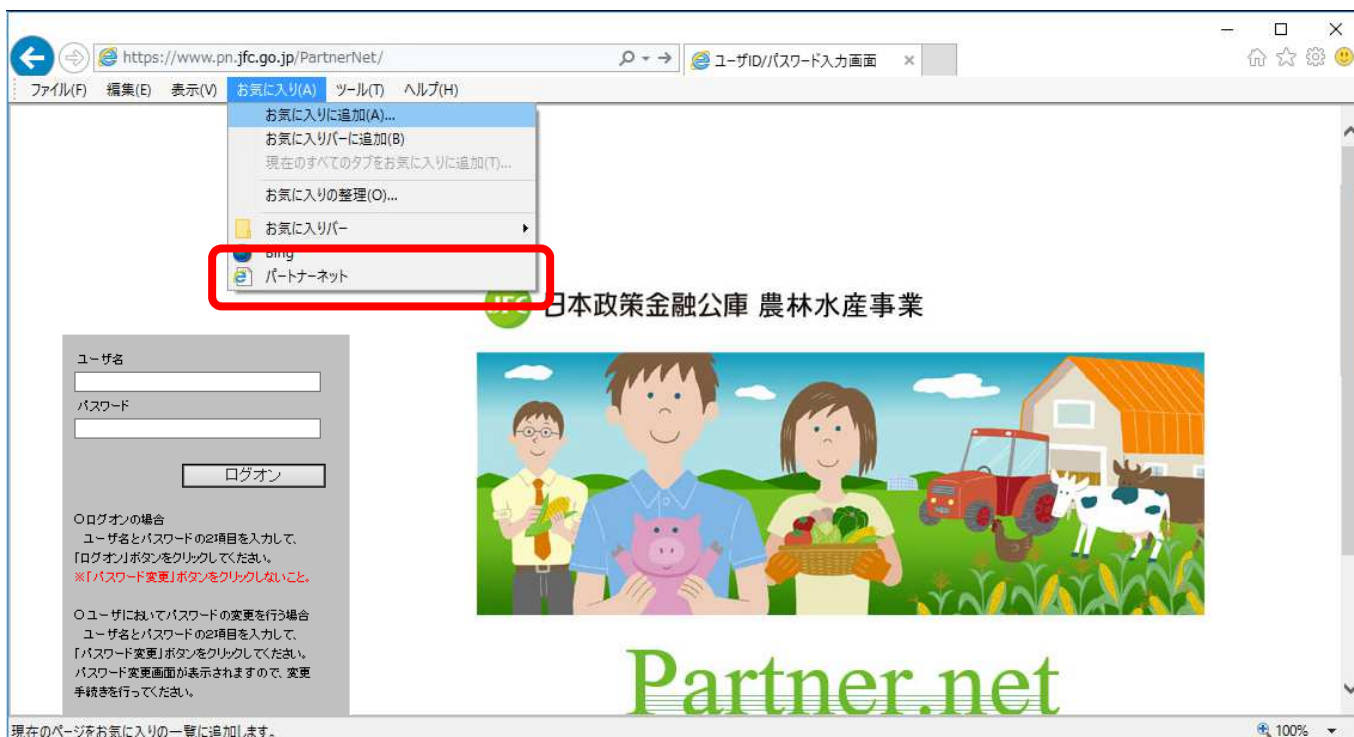 https://www.pn.jfc.go.jp/PartnerNet/
ユーザID/パスワード入力画面
ファイル(F) 編集(E) 表示(V) お気に入り(A) ツール(T) ヘルプ(H)
お気に入りに追加(A)...
お気に入りバーに追加(B)
現在のすべてのタブをお気に入りに追加(T)...
お気に入りの整理(O)...
お気に入りバー
Bing
パートナーネット
JFC 日本政策金融公庫 農林水産事業
ユーザ名
パスワード
ログオン
○ログオンの場合
ユーザ名とパスワードの2項目を入力して、
「ログオン」ボタンをクリックしてください。
※「パスワード変更」ボタンをクリックしないこと。
○ユーザにおいてパスワードの変更を行う場合
ユーザ名とパスワードの2項目を入力して、
「パスワード変更」ボタンをクリックしてください。
パスワード変更画面が表示されますので、変更
手続きを行ってください。
Partner.net
現在のページをお気に入りの一覧に追加します。
100%